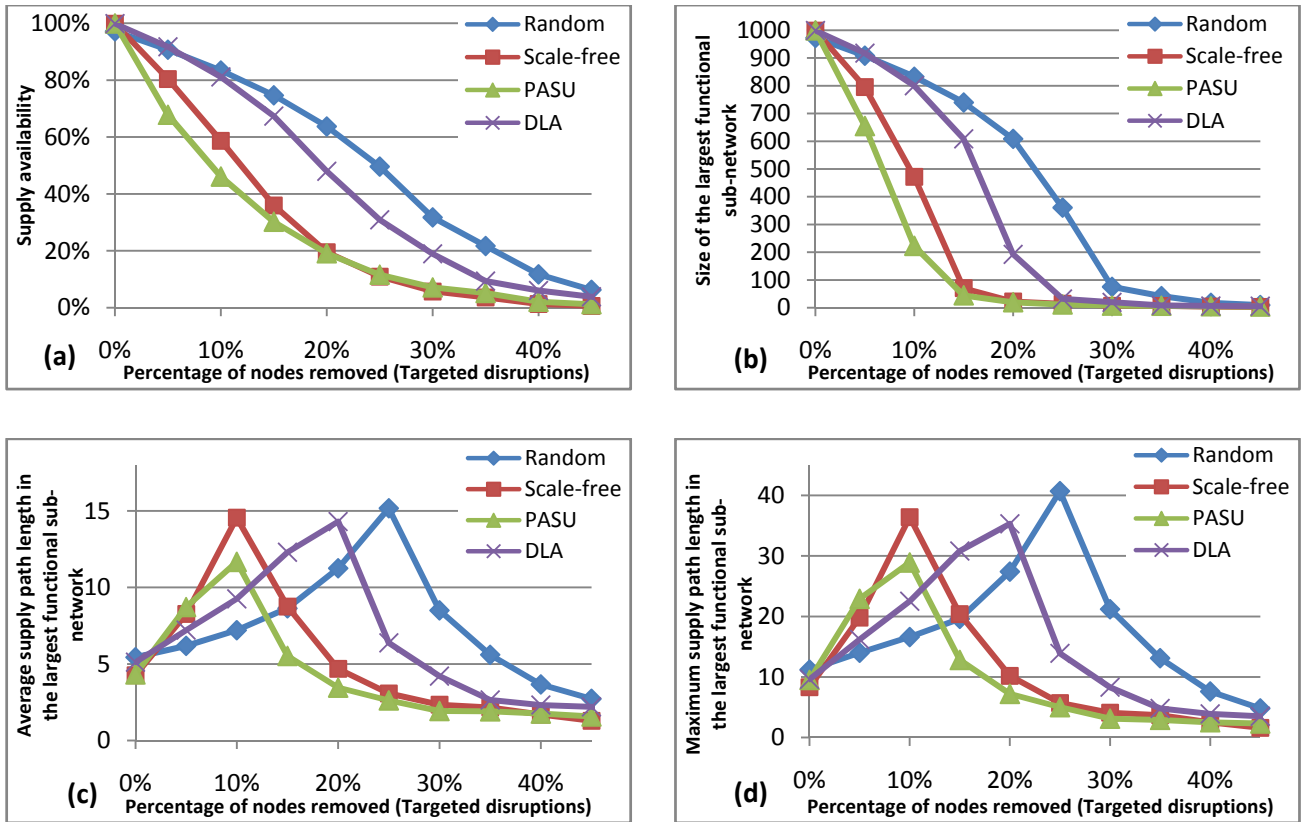 100%
80%
60%
40%
20%
0%
Supply availability
Random
Scale-free
PASU
DLA
(a)
0% 10% 20% 30% 40%
Percentage of nodes removed (Targeted disruptions)
1000
900
800
700
600
500
400
300
200
100
0
Size of the largest functional
sub-network
Random
Scale-free
PASU
DLA
(b)
0% 10% 20% 30% 40%
Percentage of nodes removed (Targeted disruptions)
15
10
5
0
Average supply path length in
the largest functional sub-
network
Random
Scale-free
PASU
DLA
0% 10% 20% 30% 40%
(c)
Percentage of nodes removed (Targeted disruptions)
40
30
20
10
0
Maximum supply path length in
the largest functional sub-
network
Random
Scale-free
PASU
DLA
0% 10% 20% 30% 40%
(d)
Percentage of nodes removed (Targeted disruptions)